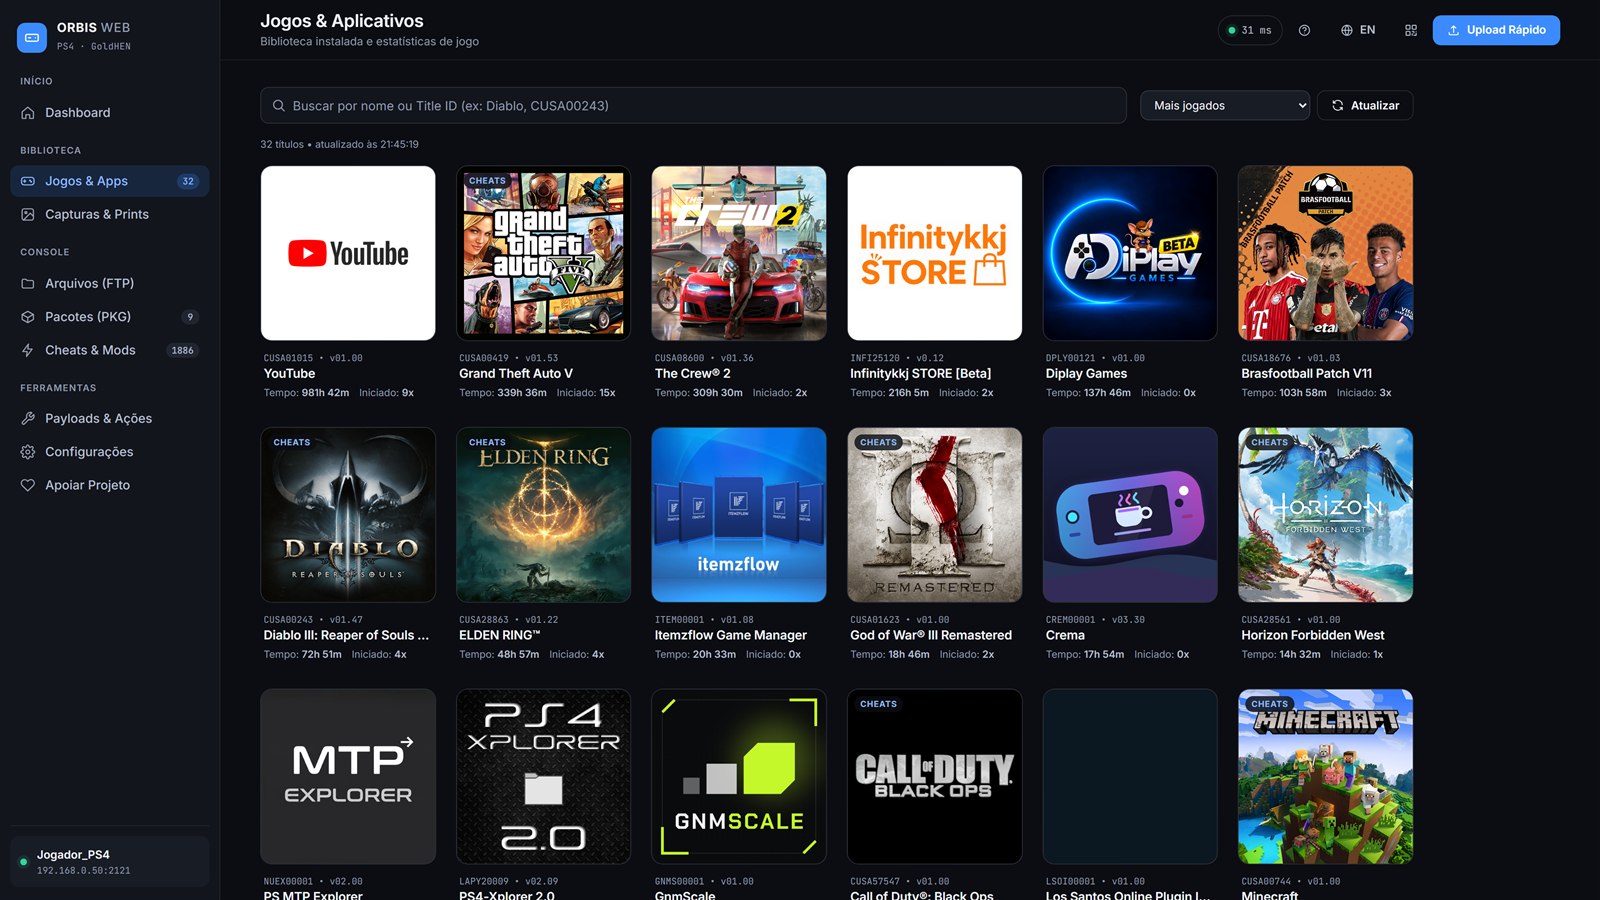 ORBIS WEB
PS4 · GoldHEN
INÍCIO
Dashboard
BIBLIOTECA
Jogos & Apps 32
Capturas & Prints
CONSOLE
Arquivos (FTP)
Pacotes (PKG) 9
Cheats & Mods 1886
FERRAMENTAS
Payloads & Ações
Configurações
Apoiar Projeto
Jogador_PS4
192.168.0.50:2121
Jogos & Aplicativos
Biblioteca instalada e estatísticas de jogo
31 ms
EN
Upload Rápido
Buscar por nome ou Title ID (ex: Diablo, CUSA00243)
Mais jogados
Atualizar
32 títulos • atualizado às 21:45:19
YouTube
CUSA01015 • v01.00
YouTube
Tempo: 981h 42m Iniciado: 9x
CHEATS
grand
theft
auto
FIVE
CUSA00419 • v01.53
Grand Theft Auto V
Tempo: 339h 36m Iniciado: 15x
THE
CREW 2
CUSA08600 • v01.36
The Crew® 2
Tempo: 309h 30m Iniciado: 2x
Infinitykkj
STORE
INFI25120 • v0.12
Infinitykkj STORE [Beta]
Tempo: 216h 5m Iniciado: 2x
DiPlay
BETA
GAMES
DPLY00121 • v01.00
Diplay Games
Tempo: 137h 46m Iniciado: 0x
BRASFOOTBALL PATCH
BRASFOOTBALL
PATCH
CUSA18676 • v01.03
Brasfootball Patch V11
Tempo: 103h 58m Iniciado: 3x
CHEATS
DIABLO
REAPER OF SOULS
CUSA00243 • v01.47
Diablo III: Reaper of Souls ...
Tempo: 72h 51m Iniciado: 4x
CHEATS
ELDEN RING
CUSA28863 • v01.22
ELDEN RING™
Tempo: 48h 57m Iniciado: 4x
ITEMZFLOW
itemzflow
ITEM00001 • v01.08
Itemzflow Game Manager
Tempo: 20h 33m Iniciado: 0x
CHEATS
REMASTERED
CUSA01623 • v01.00
God of War® III Remastered
Tempo: 18h 46m Iniciado: 2x
CREM00001 • v03.30
Crema
Tempo: 17h 54m Iniciado: 0x
CHEATS
HORIZON
FORBIDDEN WEST
CUSA28561 • v01.00
Horizon Forbidden West
Tempo: 14h 32m Iniciado: 1x
MTP
EXPLORER
NUEX00001 • v02.00
PS MTP Explorer
PS4
XPLORER
2.0
LAPY20009 • v02.09
PS4-Xplorer 2.0
GNMSCALE
GNMS00001 • v01.00
GnmScale
CHEATS
CALL OF DUTY
BLACK OPS
CUSA57547 • v01.00
Call of Duty®: Black Ops
LSOI00001 • v01.00
Los Santos Online Plugin I...
CHEATS
MINECRAFT
CUSA00744 • v01.00
Minecraft